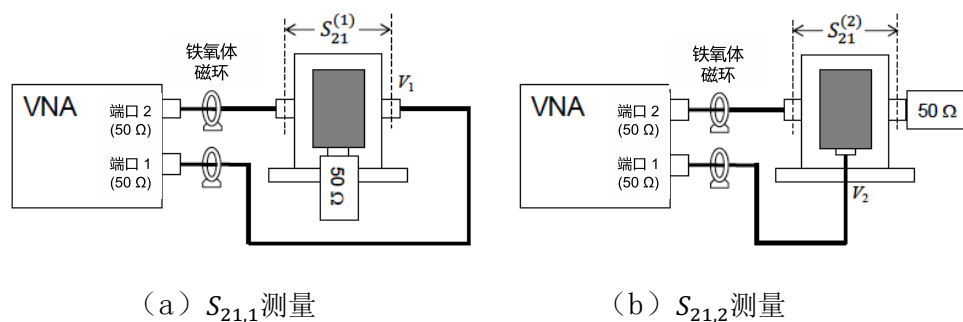 S₂₁⁽¹⁾
铁氧体
磁环
V₁
VNA
端口 2
(50 Ω)
端口 1
(50 Ω)
50 Ω
(a) S₂₁,₁测量
S₂₁⁽²⁾
铁氧体
磁环
VNA
端口 2
(50 Ω)
50 Ω
端口 1
(50 Ω)
V₂
(b) S₂₁,₂测量